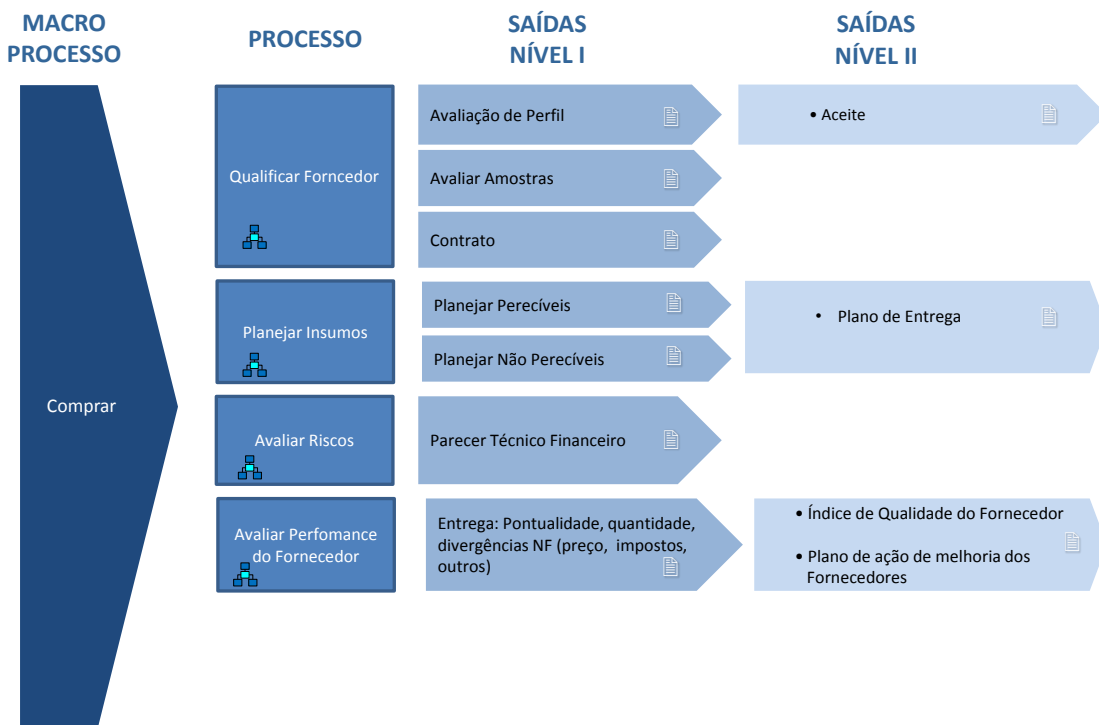 MACRO
PROCESSO
PROCESSO
SAÍDAS
NÍVEL I
SAÍDAS
NÍVEL II
Comprar
Qualificar Forncedor
Avaliação de Perfil
• Aceite
Avaliar Amostras
Contrato
Planejar Insumos
Planejar Perecíveis
Planejar Não Perecíveis
• Plano de Entrega
Avaliar Riscos
Parecer Técnico Financeiro
Avaliar Perfomance
do Fornecedor
Entrega: Pontualidade, quantidade,
divergências NF (preço, impostos,
outros)
• Índice de Qualidade do Fornecedor
• Plano de ação de melhoria dos
Fornecedores